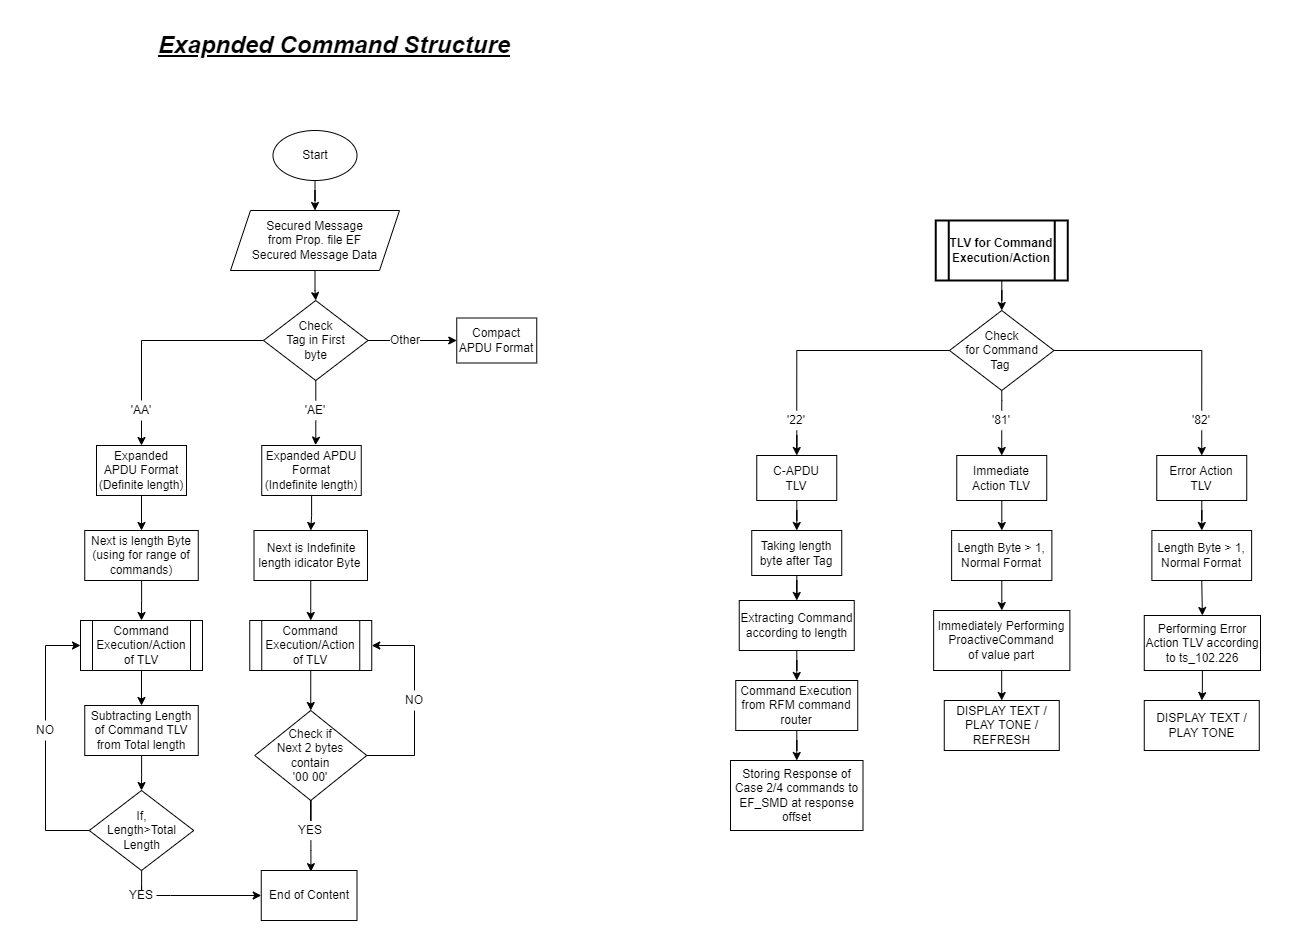 Exapnded Command Structure
Start
Secured Message
from Prop. file EF
Secured Message Data
Check
Tag in First
byte
Other
Compact
APDU Format
'AA'
'AE'
Expanded
APDU Format
(Definite length)
Expanded APDU
Format
(Indefinite length)
Next is length Byte
(using for range of
commands)
Next is Indefinite
length idicator Byte
Command
Execution/Action
of TLV
Command
Execution/Action
of TLV
NO
Subtracting Length
of Command TLV
from Total length
Check if
Next 2 bytes
contain
'00 00'
NO
If,
Length>Total
Length
YES
YES
End of Content
TLV for Command
Execution/Action
Check
for Command
Tag
'22'
'81'
'82'
C-APDU
TLV
Taking length
byte after Tag
Extracting Command
according to length
Command Execution
from RFM command
router
Storing Response of
Case 2/4 commands to
EF_SMD at response
offset
Immediate
Action TLV
Length Byte > 1,
Normal Format
Immediately Performing
ProactiveCommand
of value part
DISPLAY TEXT /
PLAY TONE /
REFRESH
Error Action
TLV
Length Byte > 1,
Normal Format
Performing Error
Action TLV according
to ts_102.226
DISPLAY TEXT /
PLAY TONE